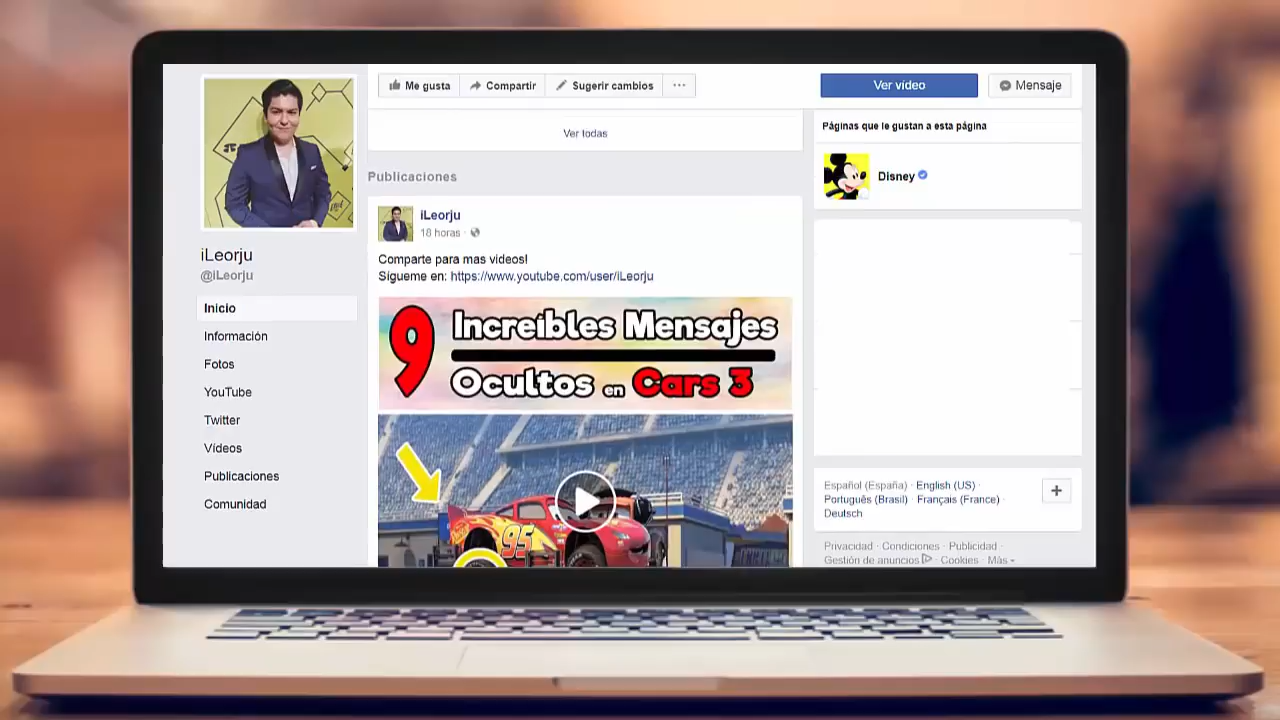 Me gusta
Compartir
Sugerir cambios
Ver vídeo
Mensaje
Ver todas
Páginas que le gustan a esta página
Disney
Publicaciones
iLeorju
18 horas
Comparte para mas videos!
Sígueme en: https://www.youtube.com/user/iLeorju
9 Increíbles Mensajes
Ocultos en Cars 3
95
iLeorju
@iLeorju
Inicio
Información
Fotos
YouTube
Twitter
Vídeos
Publicaciones
Comunidad
Español (España) · English (US) ·
Português (Brasil) · Français (France) ·
Deutsch
Privacidad · Condiciones · Publicidad ·
Gestión de anuncios · Cookies · Más